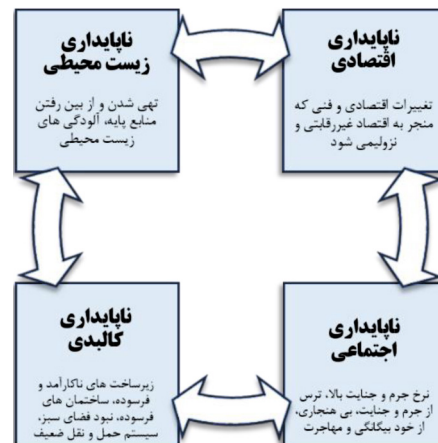 ناپایداری
اقتصادی
تغییرات اقتصادی و فنی که
منجر به اقتصاد غیررقابتی و
نزولیمی شود
ناپایداری
زیست محیطی
تهی شدن و از بین رفتن
منابع پایه، آلودگی های
زیست محیطی
ناپایداری
اجتماعی
نرخ جرم و جنایت بالا، ترس
از جرم و جنایت، بی هنجاری،
از خود بیگانگی و مهاجرت
ناپایداری
کالبدی
زیرساخت های ناکارآمد و
فرسوده، ساختمان های
فرسوده، نبود فضای سبز،
سیستم حمل و نقل ضعیف